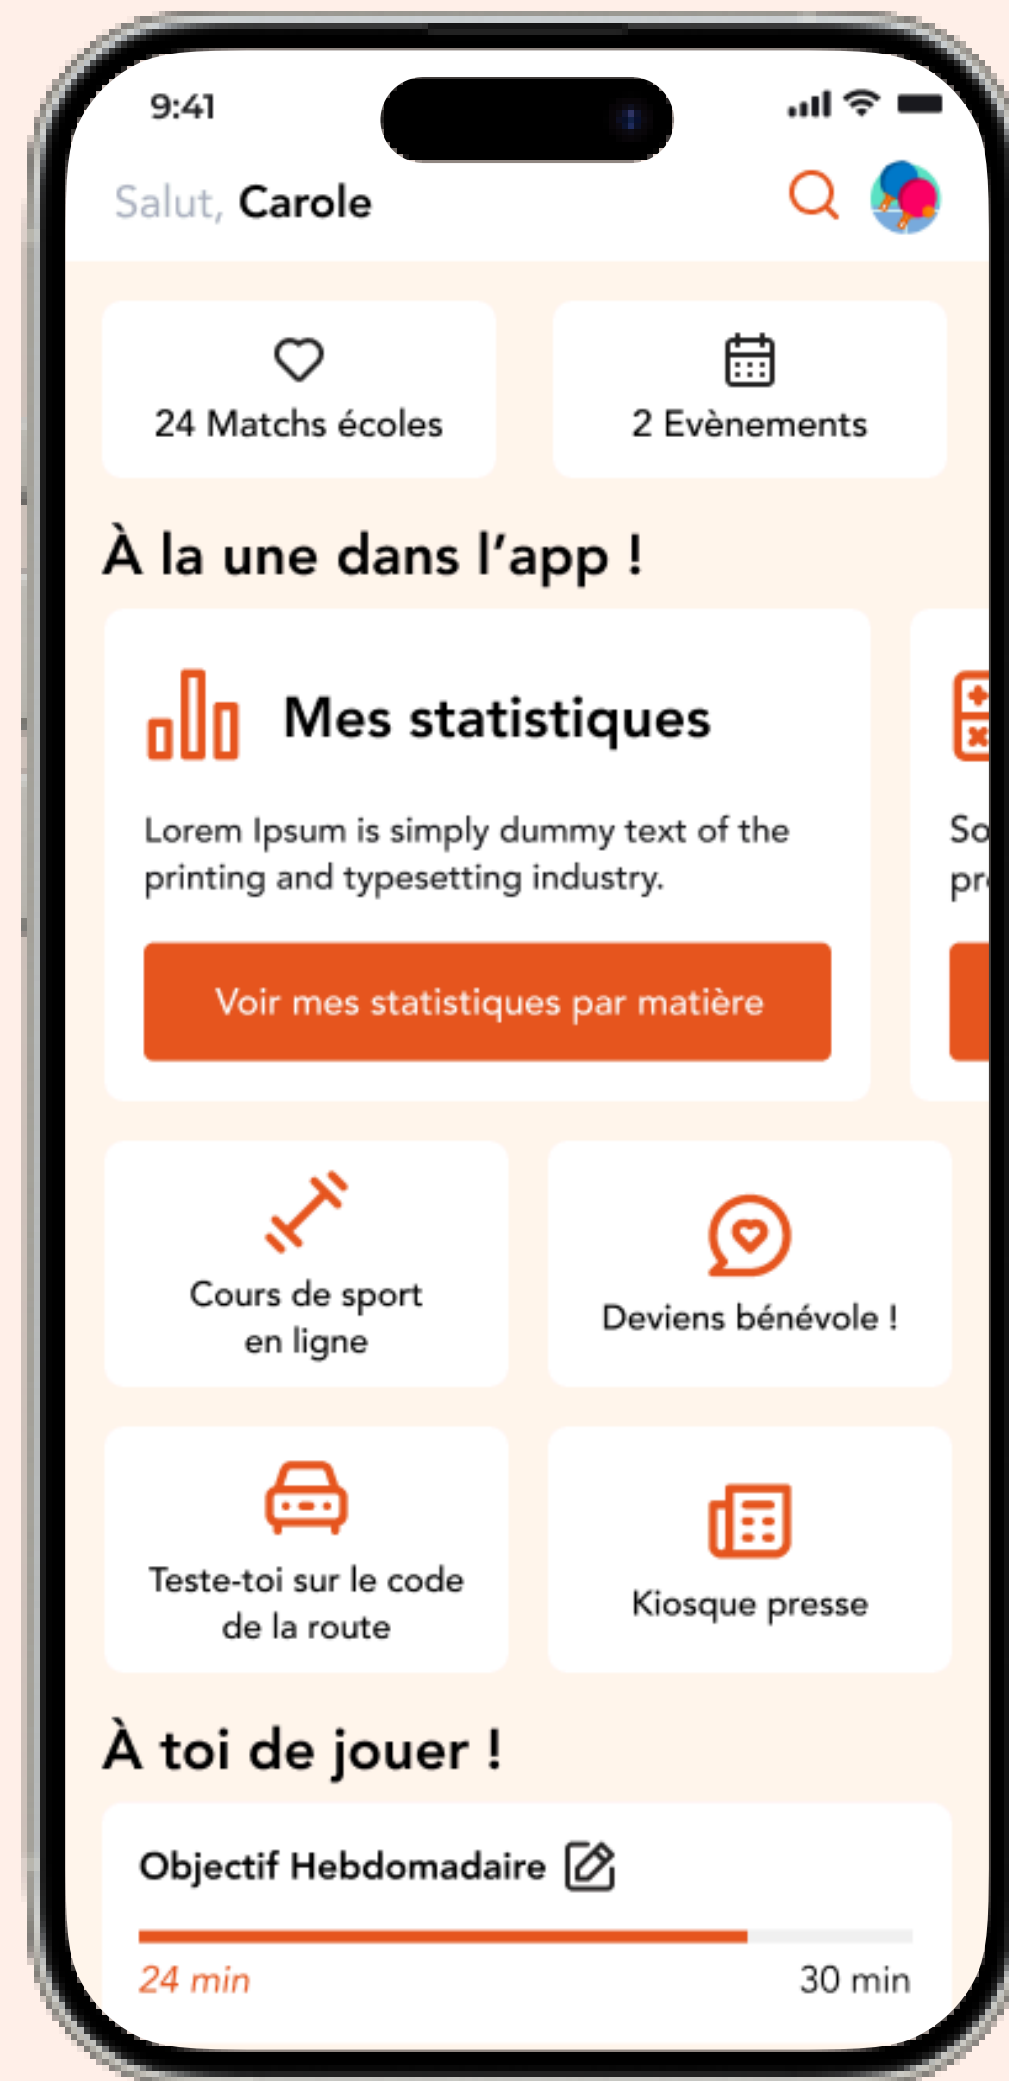 9:41
Salut, Carole
24 Matchs écoles
2 Evènements
À la une dans l’app !
Mes statistiques
Lorem Ipsum is simply dummy text of the
printing and typesetting industry.
Voir mes statistiques par matière
Cours de sport
en ligne
Deviens bénévole !
Teste-toi sur le code
de la route
Kiosque presse
À toi de jouer !
Objectif Hebdomadaire
24 min
30 min